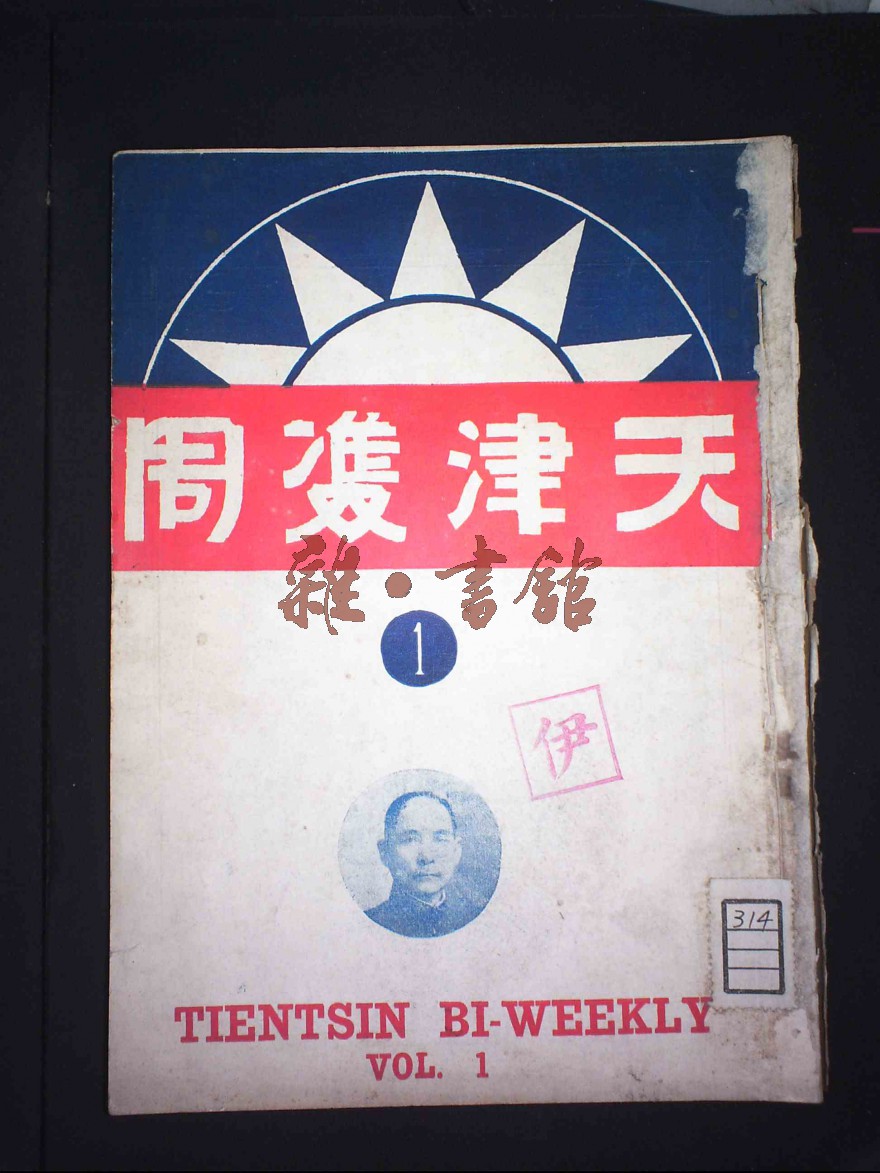 天津雙周
雜·書館
1
伊
314
TIENTSIN BI-WEEKLY
VOL. 1